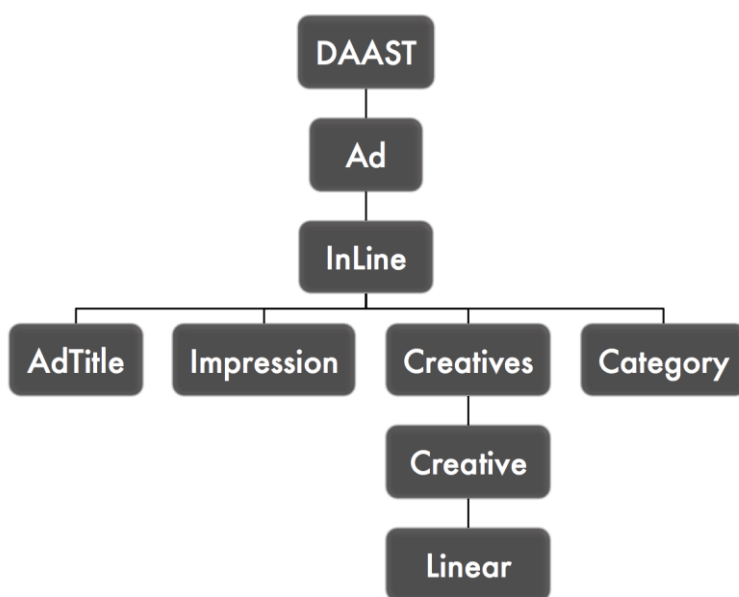 DAAST
Ad
InLine
AdTitle
Impression
Creatives
Category
Creative
Linear